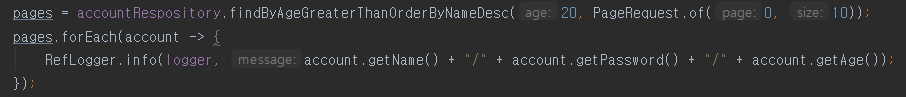 pages = accountRespository.findByAgeGreaterThanOrderByNameDesc( age: 20, PageRequest.of( page: 0, size: 10));
pages.forEach(account -> {
    RefLogger.info(logger, message: account.getName() + "/" + account.getPassword() + "/" + account.getAge());
});